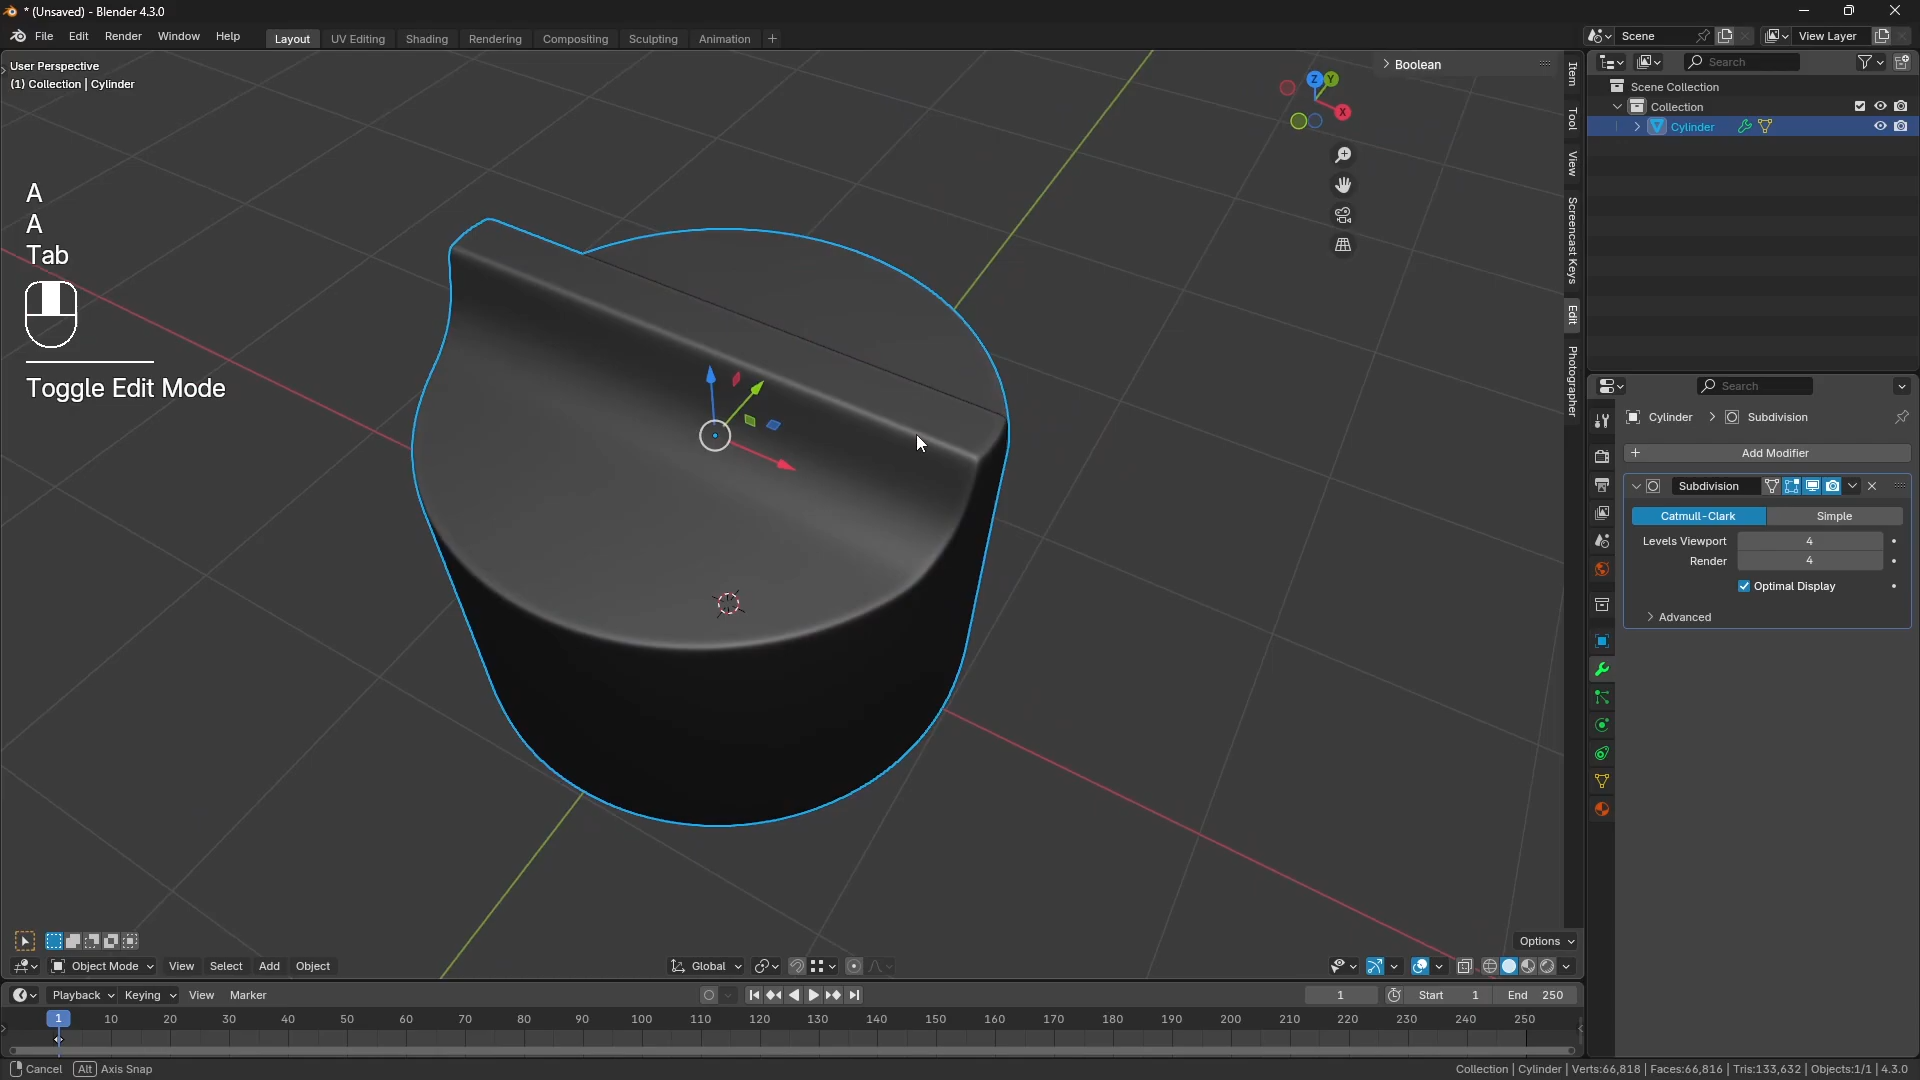 * (Unsaved) - Blender 4.3.0
File Edit Render Window Help
Layout UV Editing Shading Rendering Compositing Sculpting Texture Animation +
Scene
View Layer
User Perspective
(1) Collection | Cylinder
Boolean
Z
Y
X
Item
Tool
View
Screencast Keys
Edit
Photographer
A
A
Tab
Toggle Edit Mode
Search
Scene Collection
Collection
Cylinder
Search
Cylinder > Subdivision
+ Add Modifier
Subdivision
Catmull-Clark Simple
Levels Viewport 4
Render 4
Optimal Display
Advanced
Options
Object Mode View Select Add Object
Global
Playback Keying View Marker
1
Start 1
End 250
1 10 20 30 40 50 60 70 80 90 100 110 120 130 140 150 160 170 180 190 200 210 220 230 240 250
Cancel Alt Axis Snap
Collection | Cylinder | Verts:66,818 | Faces:66,816 | Tris:133,632 | Objects:1/1 | 4.3.0